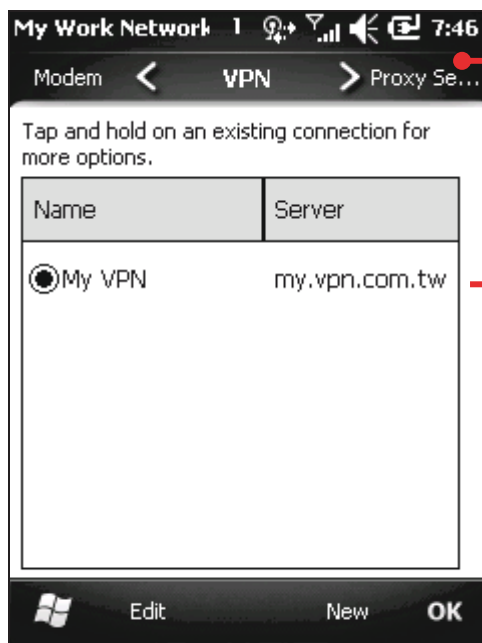 My Work Network 1 7:46
Modem VPN Proxy Se...
Tap and hold on an existing connection for
more options.
Name Server
My VPN my.vpn.com.tw
Edit New OK